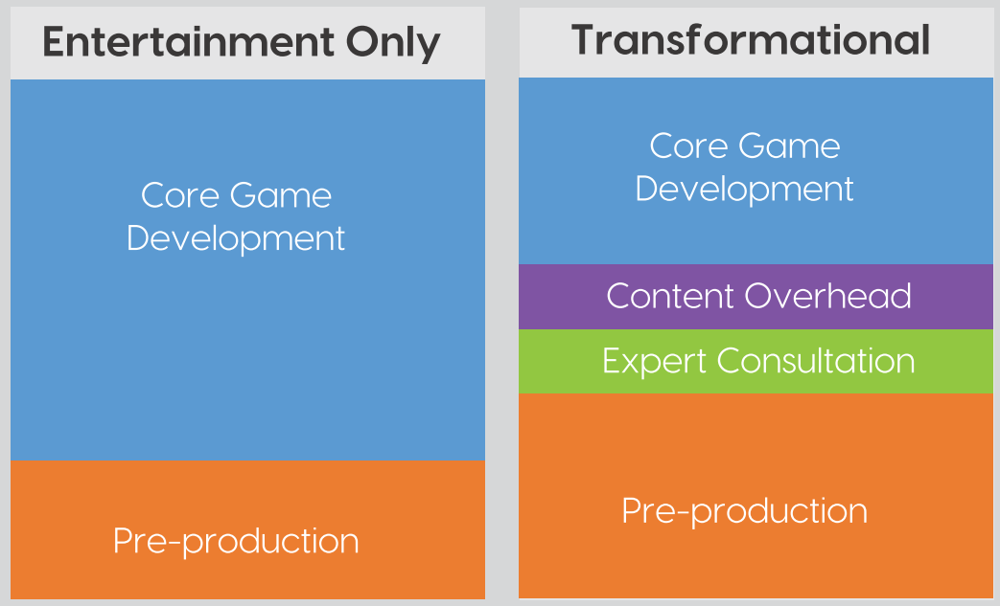 Entertainment Only
Core Game
Development
Pre-production
Transformational
Core Game
Development
Content Overhead
Expert Consultation
Pre-production